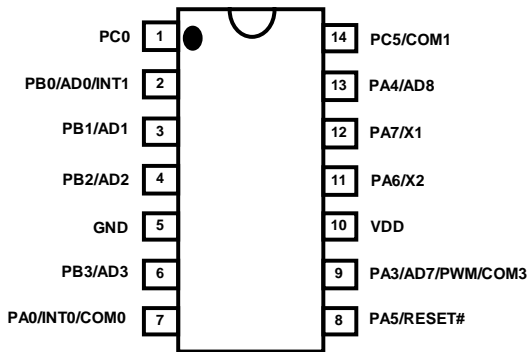 PC0 1 14 PC5/COM1
PB0/AD0/INT1 2 13 PA4/AD8
PB1/AD1 3 12 PA7/X1
PB2/AD2 4 11 PA6/X2
GND 5 10 VDD
PB3/AD3 6 9 PA3/AD7/PWM/COM3
PA0/INT0/COM0 7 8 PA5/RESET#